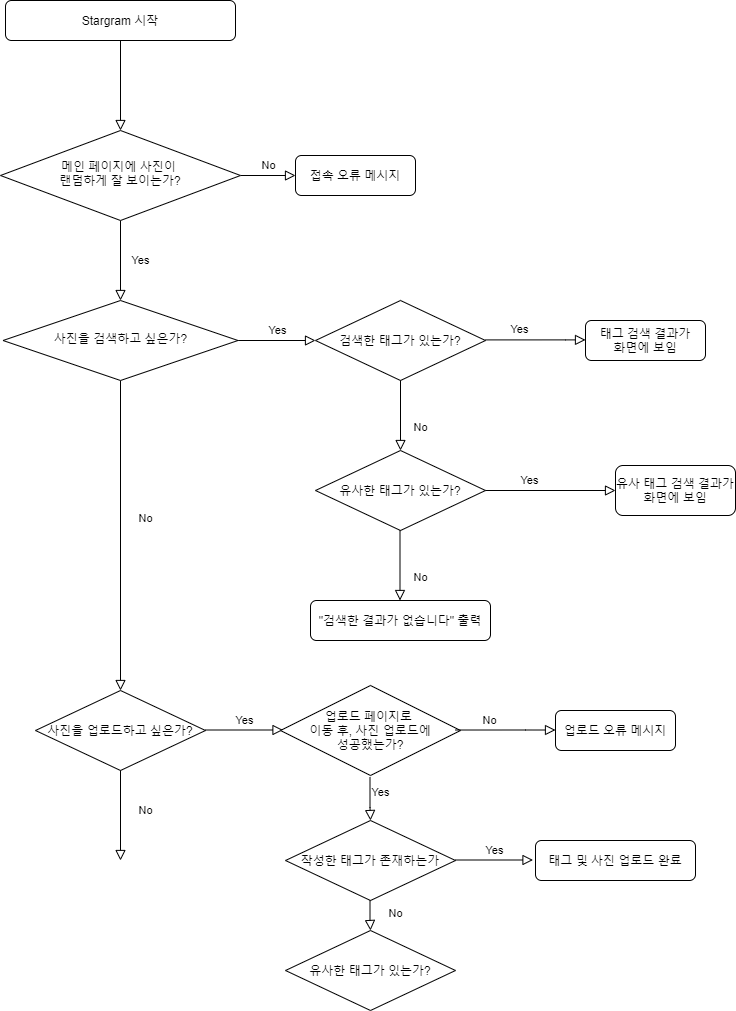 Stargram 시작
메인 페이지에 사진이
랜덤하게 잘 보이는가?
No
접속 오류 메시지
Yes
사진을 검색하고 싶은가?
Yes
검색한 태그가 있는가?
Yes
태그 검색 결과가
화면에 보임
No
유사한 태그가 있는가?
Yes
유사 태그 검색 결과가
화면에 보임
No
No
"검색한 결과가 없습니다" 출력
사진을 업로드하고 싶은가?
Yes
업로드 페이지로
이동 후, 사진 업로드에
성공했는가?
No
업로드 오류 메시지
Yes
No
작성한 태그가 존재하는가
Yes
태그 및 사진 업로드 완료
No
유사한 태그가 있는가?